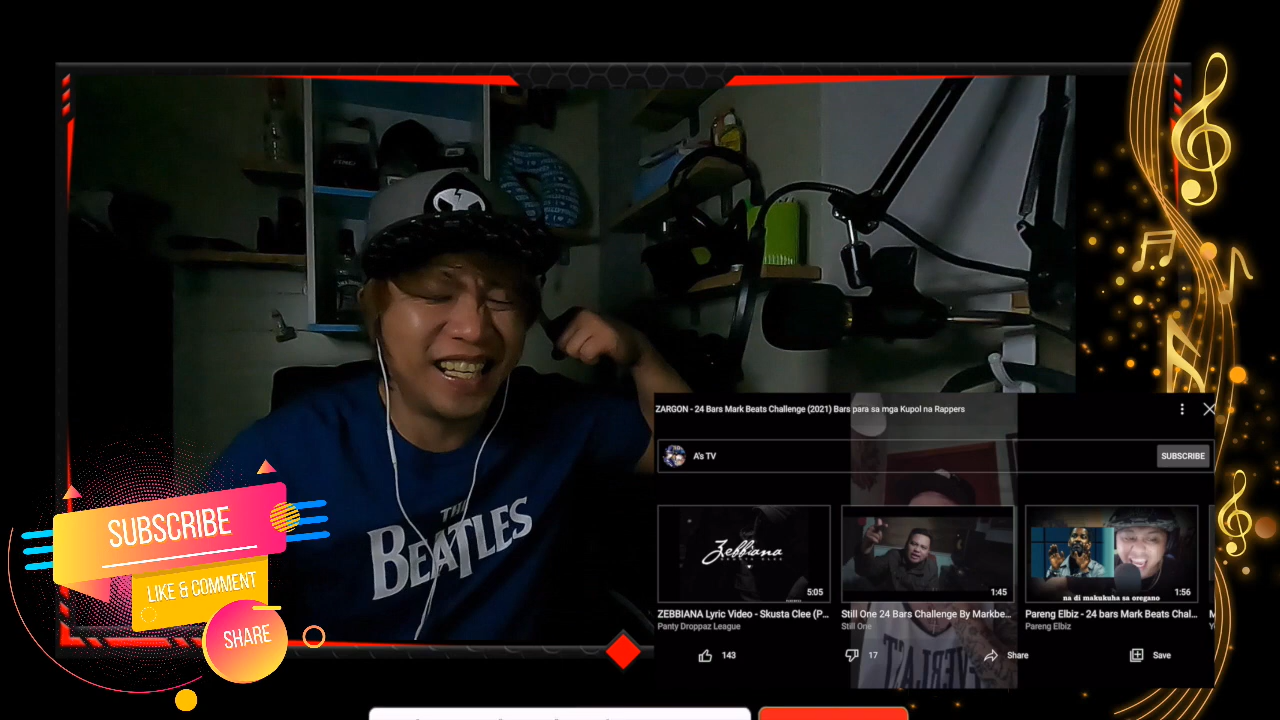 ZARGON - 24 Bars Mark Beats Challenge (2021) Bars para sa mga Kupol na Rappers
A's TV
SUBSCRIBE
THE
BEATLES
SUBSCRIBE
LIKE & COMMENT
SHARE
Zebbiana
5:05
1:45
na di makukuha sa oregano
1:56
ZEBBIANA Lyric Video - Skusta Clee (P...
Panty Droppaz League
Still One 24 Bars Challenge By Markbe...
Still One
Pareng Elbiz - 24 bars Mark Beats Chal...
Pareng Elbiz
143
17
Share
Save
EVERLAST